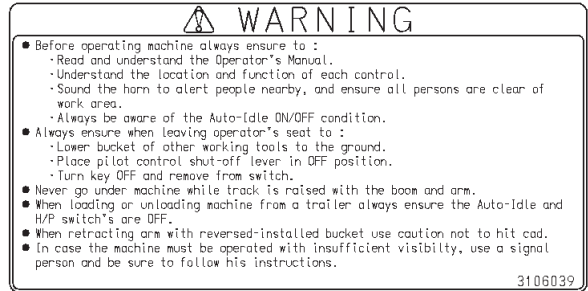 WARNING
● Before operating machine always ensure to :
・Read and understand the Operator's Manual.
・Understand the location and function of each control.
・Sound the horn to alert people nearby, and ensure all persons are clear of
work area.
・Always be aware of the Auto-Idle ON/OFF condition.
● Always ensure when leaving operator's seat to :
・Lower bucket of other working tools to the ground.
・Place pilot control shut-off lever in OFF position.
・Turn key OFF and remove from switch.
● Never go under machine while track is raised with the boom and arm.
● When loading or unloading machine from a trailer always ensure the Auto-Idle and
H/P switch's are OFF.
● When retracting arm with reversed-installed bucket use caution not to hit cad.
● In case the machine must be operated with insufficient visibilty, use a signal
person and be sure to follow his instructions.
3106039